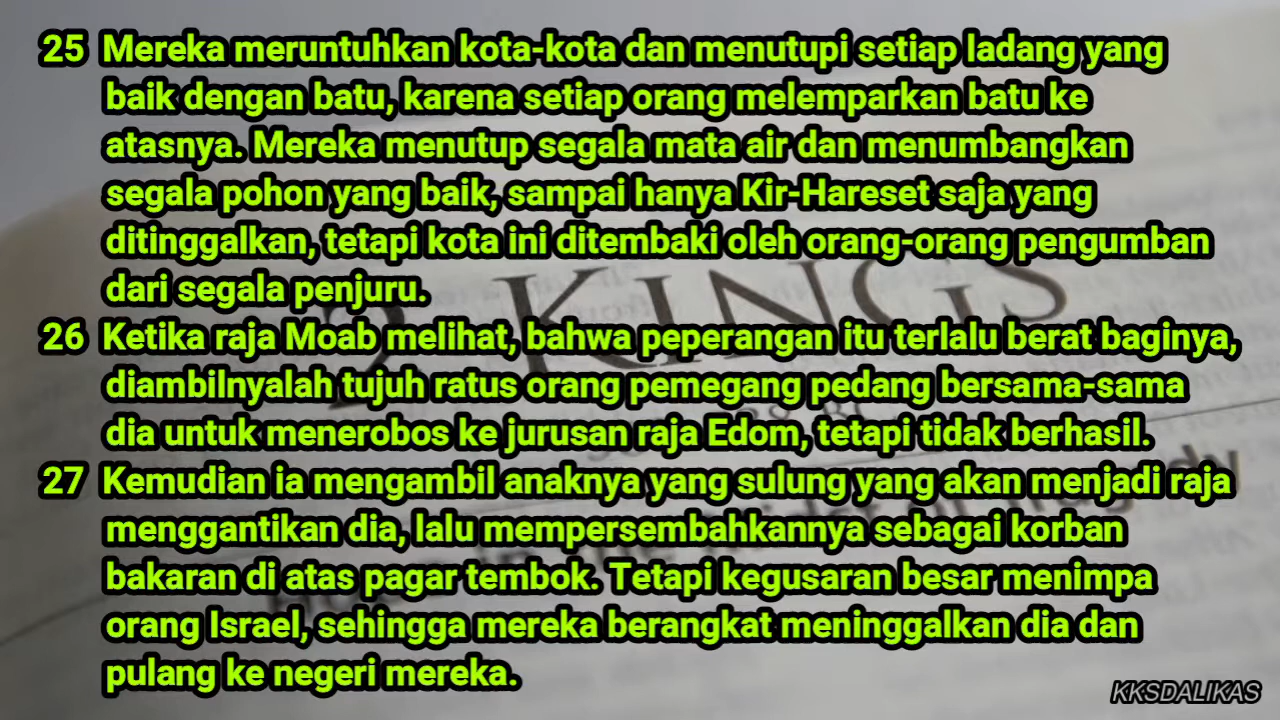 25 Mereka meruntuhkan kota-kota dan menutupi setiap ladang yang
baik dengan batu, karena setiap orang melemparkan batu ke
atasnya. Mereka menutup segala mata air dan menumbangkan
segala pohon yang baik, sampai hanya Kir-Hareset saja yang
ditinggalkan, tetapi kota ini ditembaki oleh orang-orang pengumban
dari segala penjuru.
2 KINGS
26 Ketika raja Moab melihat, bahwa peperangan itu terlalu berat baginya,
diambilnyalah tujuh ratus orang pemegang pedang bersama-sama
dia untuk menerobos ke jurusan raja Edom, tetapi tidak berhasil.
27 Kemudian ia mengambil anaknya yang sulung yang akan menjadi raja
menggantikan dia, lalu mempersembahkannya sebagai korban
bakaran di atas pagar tembok. Tetapi kegusaran besar menimpa
orang Israel, sehingga mereka berangkat meninggalkan dia dan
pulang ke negeri mereka.
KKSDALIKAS